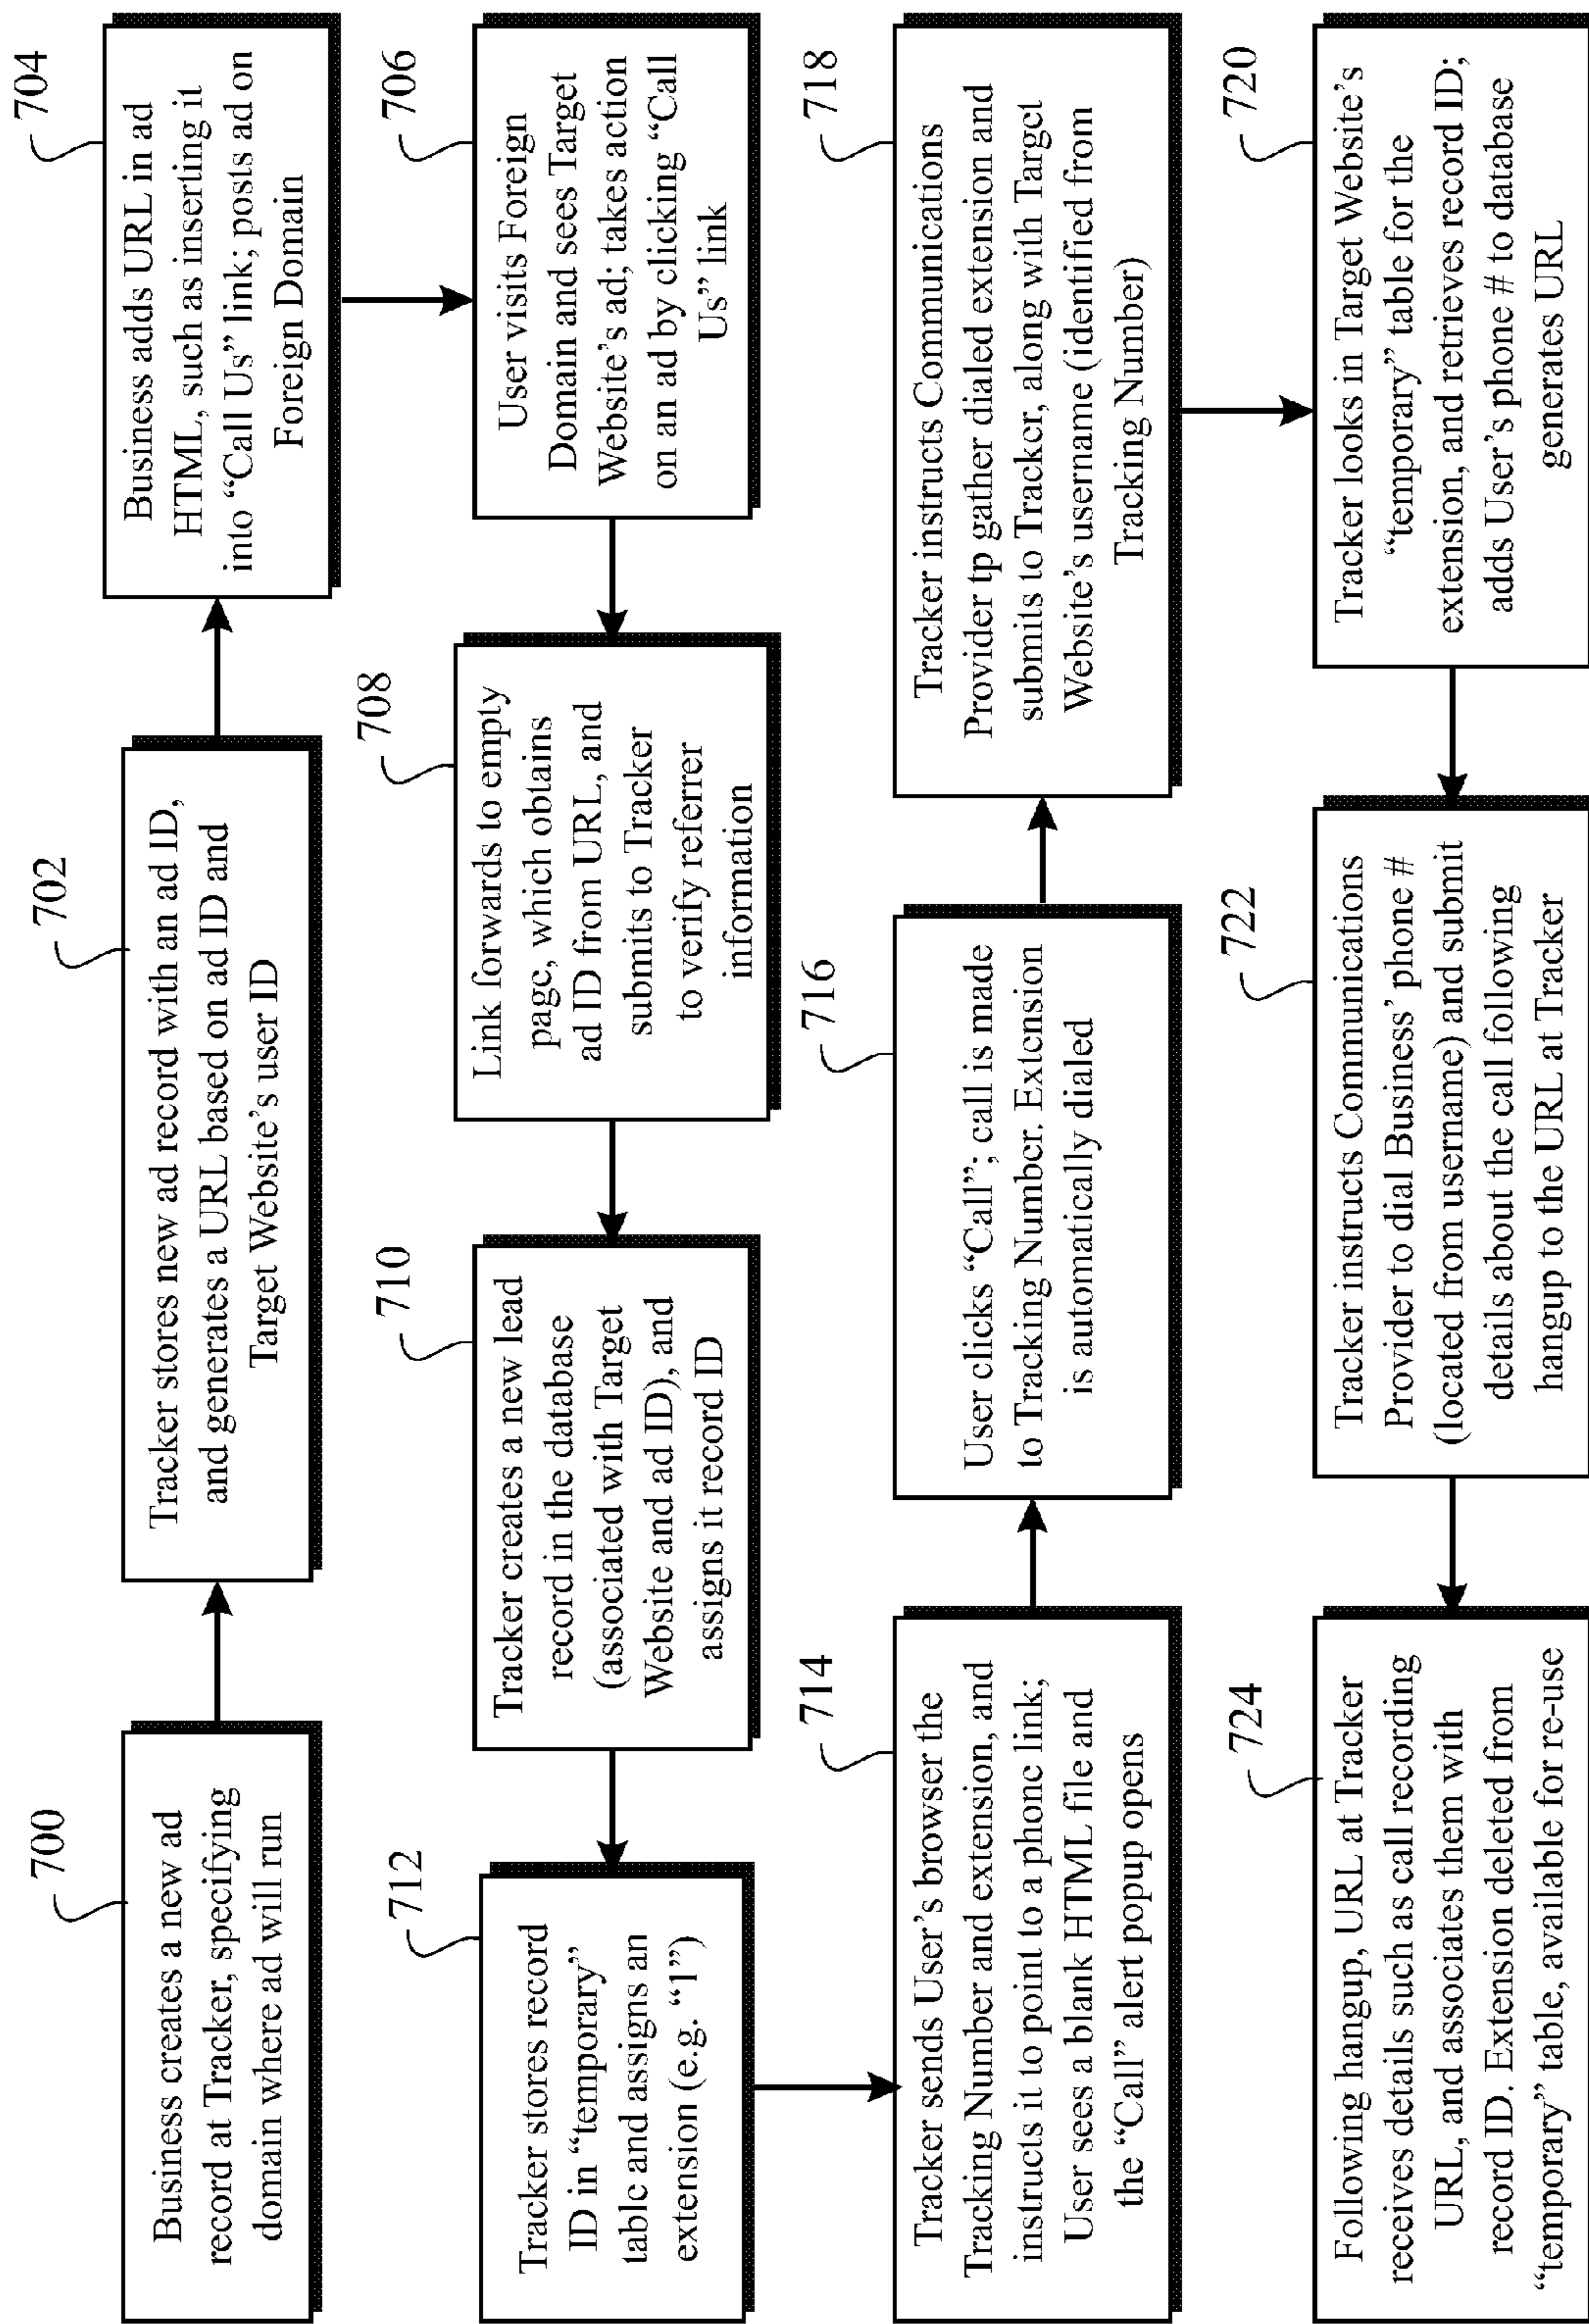 700
Business creates a new ad
record at Tracker, specifying
domain where ad will run
702
Tracker stores new ad record with an ad ID,
and generates a URL based on ad ID and
Target Website's user ID
704
Business adds URL in ad
HTML, such as inserting it
into “Call Us” link; posts ad on
Foreign Domain
706
User visits Foreign
Domain and sees Target
Website's ad; takes action
on an ad by clicking “Call
Us” link
708
Link forwards to empty
page, which obtains
ad ID from URL, and
submits to Tracker
to verify referrer
information
710
Tracker creates a new lead
record in the database
(associated with Target
Website and ad ID), and
assigns it record ID
712
Tracker stores record
ID in “temporary”
table and assigns an
extension (e.g. “1”)
714
Tracker sends User's browser the
Tracking Number and extension, and
instructs it to point to a phone link;
User sees a blank HTML file and
the “Call” alert popup opens
716
User clicks “Call”; call is made
to Tracking Number. Extension
is automatically dialed
718
Tracker instructs Communications
Provider tp gather dialed extension and
submits to Tracker, along with Target
Website's username (identified from
Tracking Number)
720
Tracker looks in Target Website's
“temporary” table for the
extension, and retrieves record ID;
adds User's phone # to database
generates URL
722
Tracker instructs Communications
Provider to dial Business' phone #
(located from username) and submit
details about the call following
hangup to the URL at Tracker
724
Following hangup, URL at Tracker
receives details such as call recording
URL, and associates them with
record ID. Extension deleted from
“temporary” table, available for re-use